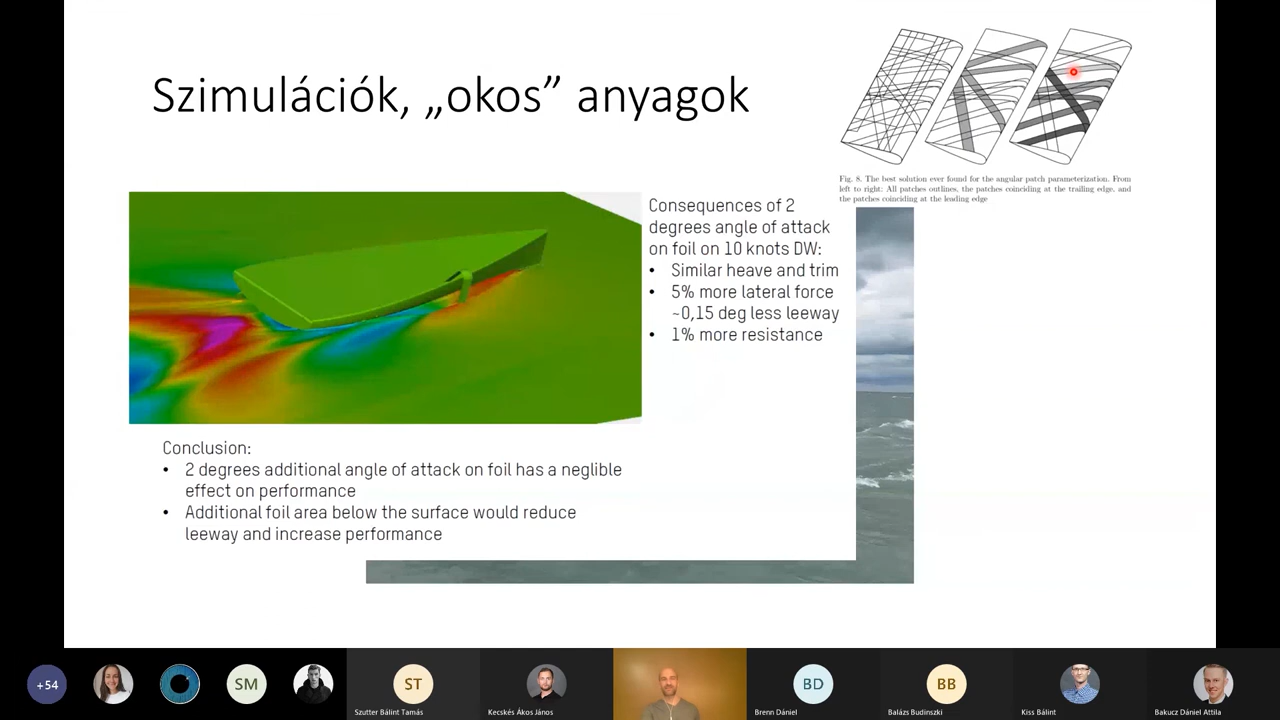 Szimulációk, „okos” anyagok
Fig. 8. The best solution ever found for the angular patch parameterization. From
left to right: All patches outlines, the patches coinciding at the trailing edge, and
the patches coinciding at the leading edge
Consequences of 2
degrees angle of attack
on foil on 10 knots DW:
• Similar heave and trim
• 5% more lateral force
~0,15 deg less leeway
• 1% more resistance
Conclusion:
• 2 degrees additional angle of attack on foil has a neglible
effect on performance
• Additional foil area below the surface would reduce
leeway and increase performance
+54
SM
ST
BD
BB
Szutter Bálint Tamás
Kecskés Ákos János
Brenn Dániel
Balázs Budinszki
Kiss Bálint
Bakucz Dániel Attila